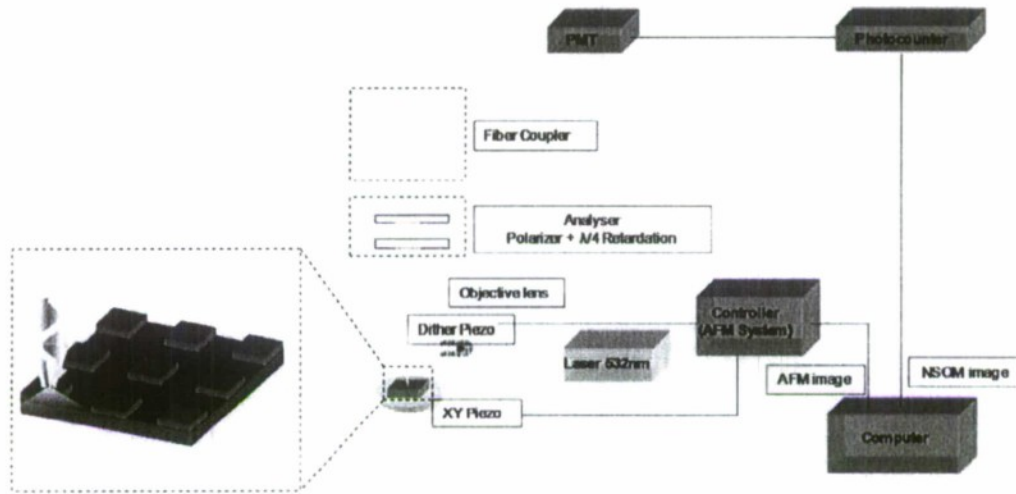 PMT
Photocounter
Fiber Coupler
Analyser
Polarizer + λ/4 Retardation
Objective lens
Dither Piezo
Controller
(AFM System)
Laser 532nm
AFM image
NSOM image
XY Piezo
Computer